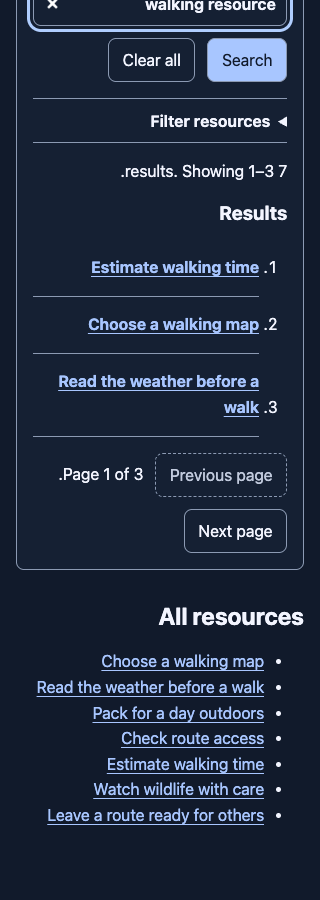 × walking resource
Clear all Search
Filter resources ◀
.results. Showing 1–3 7
Results
.1 Estimate walking time
.2 Choose a walking map
Read the weather before a
.3 walk
.Page 1 of 3 Previous page
Next page
All resources
• Choose a walking map
• Read the weather before a walk
• Pack for a day outdoors
• Check route access
• Estimate walking time
• Watch wildlife with care
• Leave a route ready for others